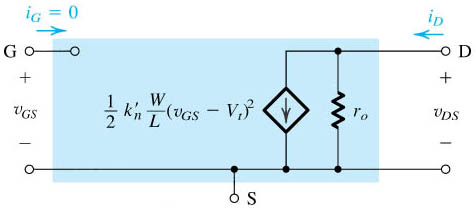 i_G = 0
i_D
G
D
+
+
v_GS
1/2 k'_n W/L (v_GS − V_t)²
r_o
v_DS
−
−
S